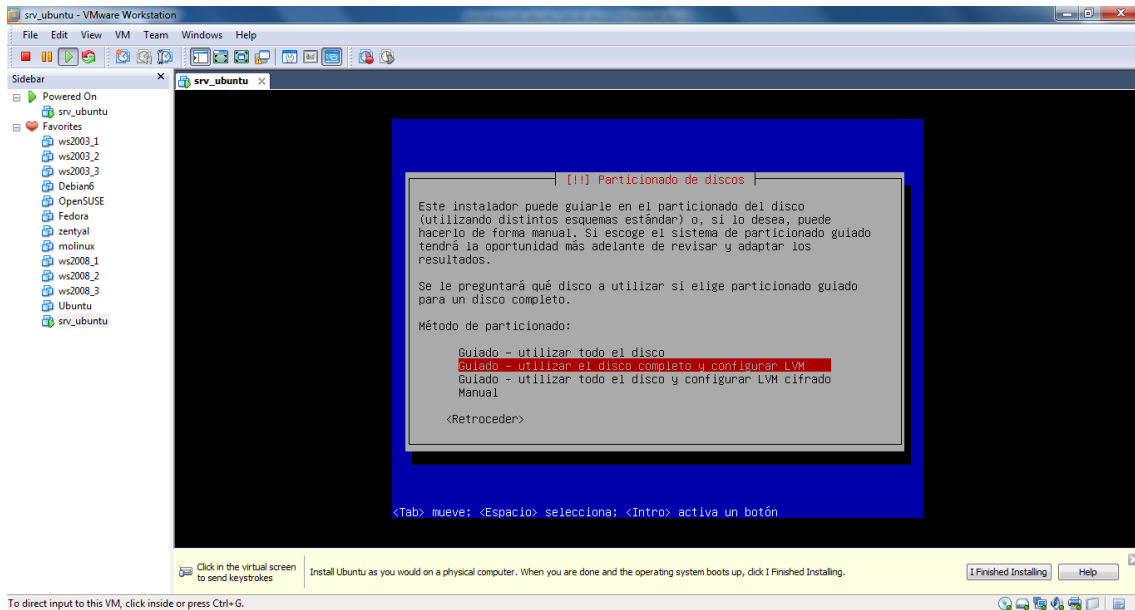 srv_ubuntu - VMware Workstation
File Edit View VM Team Windows Help
Sidebar ×
srv_ubuntu ×
Powered On
srv_ubuntu
Favorites
ws2003_1
ws2003_2
ws2003_3
Debian6
OpenSUSE
Fedora
zentyal
molinux
ws2008_1
ws2008_2
ws2008_3
Ubuntu
srv_ubuntu
[!!] Particionado de discos
Este instalador puede guiarle en el particionado del disco
(utilizando distintos esquemas estándar) o, si lo desea, puede
hacerlo de forma manual. Si escoge el sistema de particionado guiado
tendrá la oportunidad más adelante de revisar y adaptar los
resultados.
Se le preguntará qué disco a utilizar si elige particionado guiado
para un disco completo.
Método de particionado:
Guiado - utilizar todo el disco
Guiado - utilizar el disco completo y configurar LVM
Guiado - utilizar todo el disco y configurar LVM cifrado
Manual
<Retroceder>
<Tab> mueve; <Espacio> selecciona; <Intro> activa un botón
Click in the virtual screen
to send keystrokes
Install Ubuntu as you would on a physical computer. When you are done and the operating system boots up, click I Finished Installing.
I Finished Installing
Help
To direct input to this VM, click inside or press Ctrl+G.